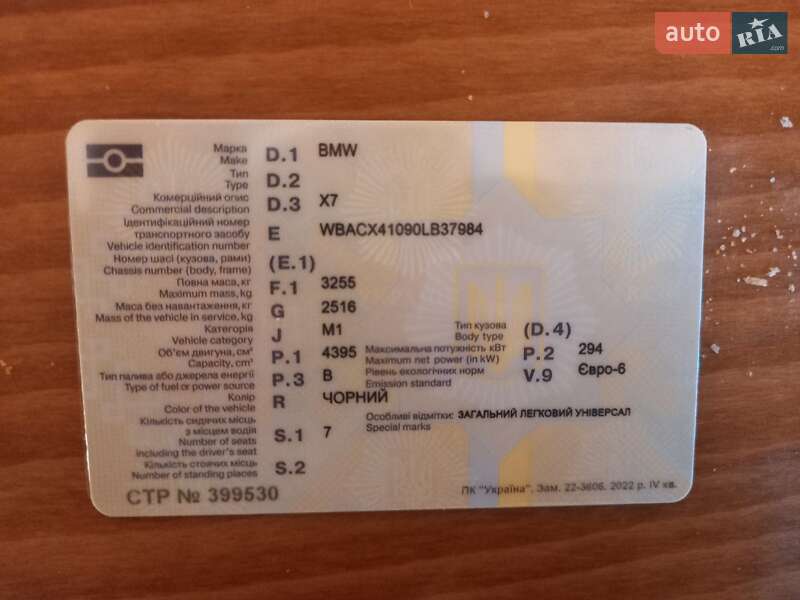 auto RIA .com
Марка D.1 BMW
Make
Тип D.2
Type
Комерційний опис D.3 X7
Commercial description
Ідентифікаційний номер
транспортного засобу E WBACX41090LB37984
Vehicle identification number
Номер шасі (кузова, рами) (E.1)
Chassis number (body, frame)
Повна маса, кг F.1 3255
Maximum mass, kg
Маса без навантаження, кг G 2516
Mass of the vehicle in service, kg
Категорія J M1 Тип кузова (D.4)
Vehicle category Body type
Об'єм двигуна, см³ P.1 4395 Максимальна потужність кВт P.2 294
Capacity, cm³ Maximum net power (in kW)
Тип палива або джерела енергії P.3 B Рівень екологічних норм V.9 Євро-6
Type of fuel or power source Emission standard
Колір R ЧОРНИЙ
Color of the vehicle Особливі відмітки: ЗАГАЛЬНИЙ ЛЕГКОВИЙ УНІВЕРСАЛ
Кількість сидячих місць Special marks
з місцем водія S.1 7
Number of seats
including the driver's seat
Кількість стоячих місць S.2
Number of standing places
СТР № 399530 ПК "Україна". Зам. 22-3606. 2022 р. IV кв.